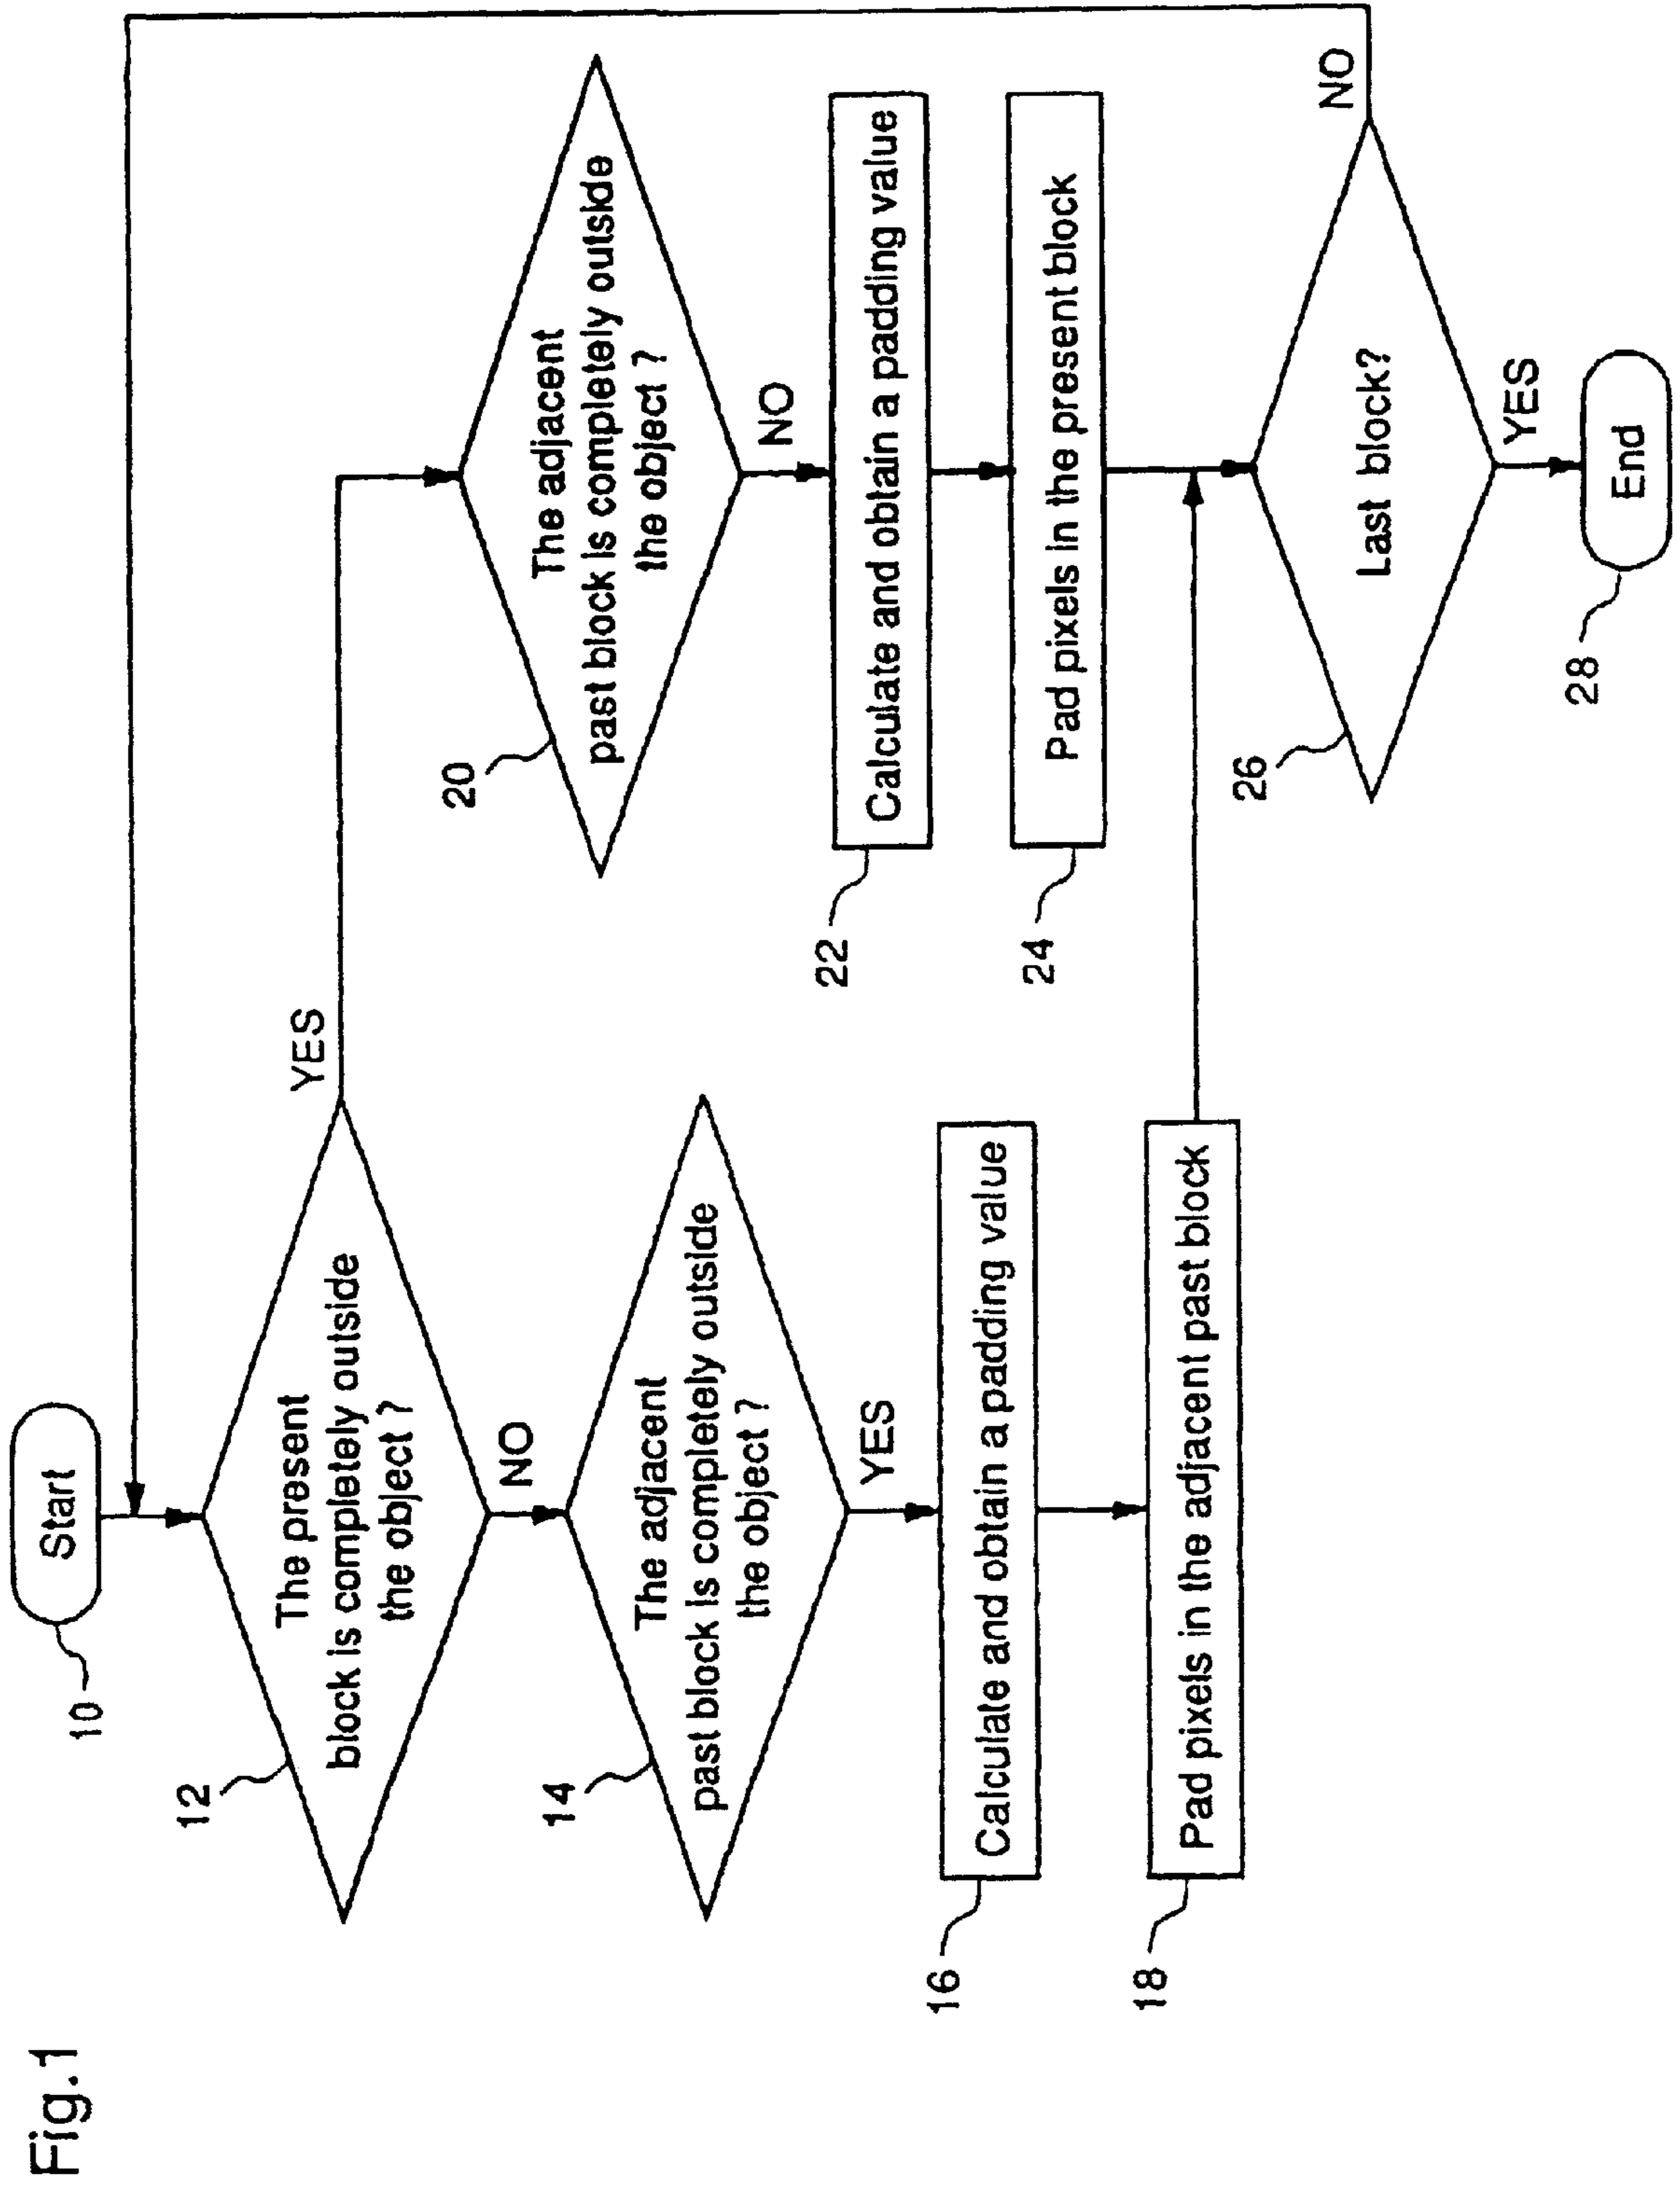 Fig.1
10
Start
12
The present
block is completely outside
the object ?
YES
NO
14
The adjacent
past block is completely outside
the object ?
YES
16
Calculate and obtain a padding value
18
Pad pixels in the adjacent past block
20
The adjacent
past block is completely outside
the object ?
NO
22
Calculate and obtain a padding value
24
Pad pixels in the present block
26
Last block?
NO
YES
28
End